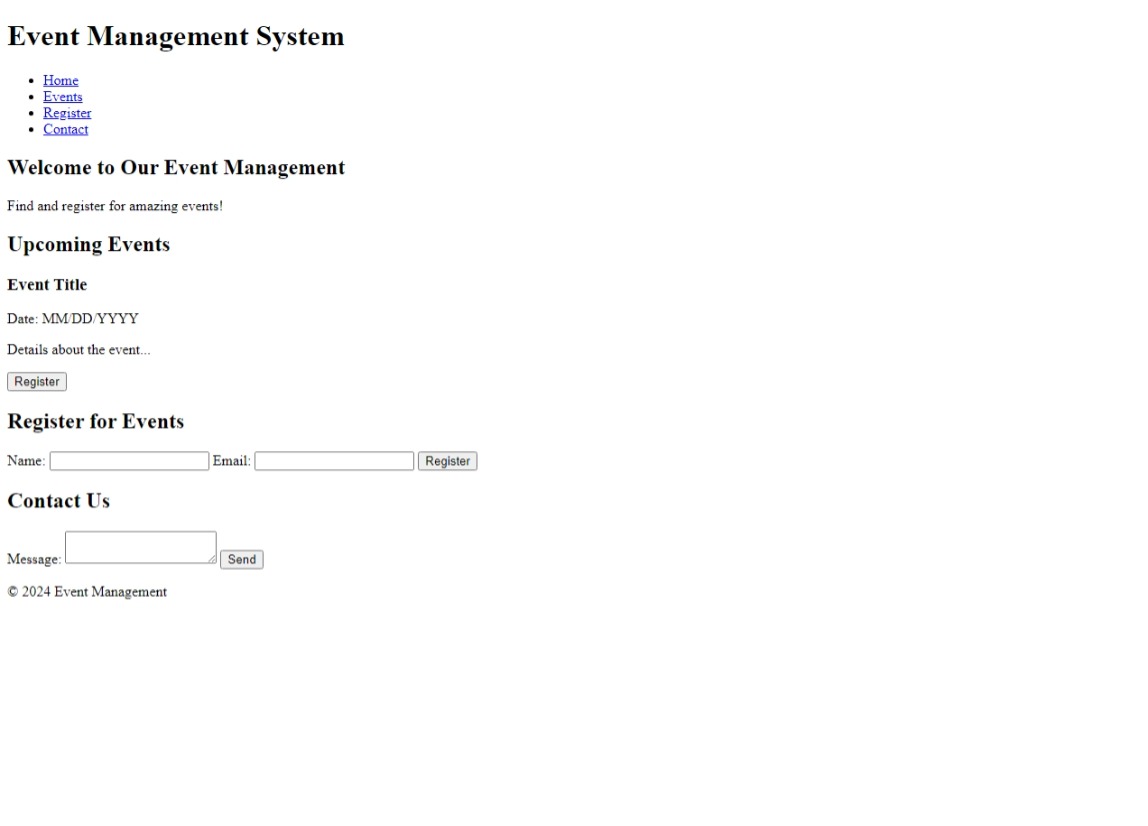 Event Management System
Home
Events
Register
Contact
Welcome to Our Event Management
Find and register for amazing events!
Upcoming Events
Event Title
Date: MM/DD/YYYY
Details about the event...
Register
Register for Events
Name: Email: Register
Contact Us
Message: Send
© 2024 Event Management